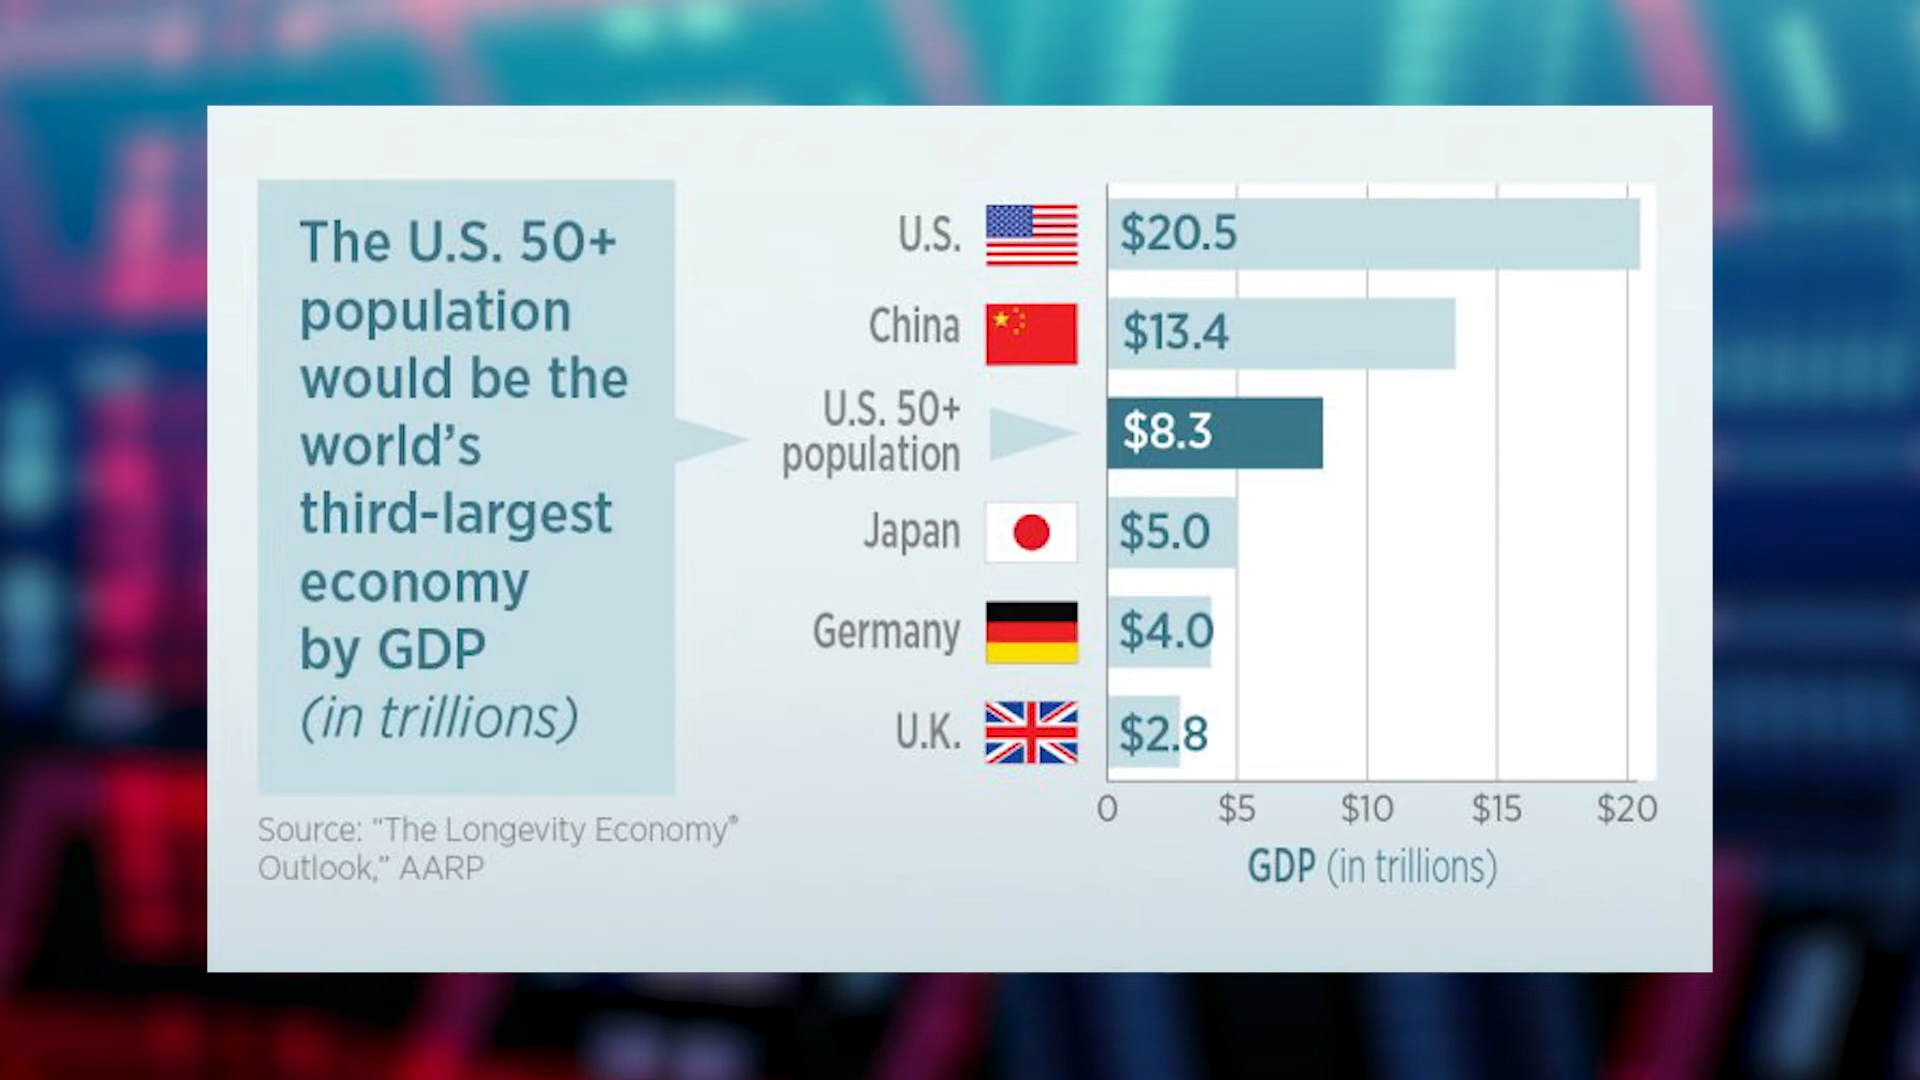 The U.S. 50+
population
would be the
world's
third-largest
economy
by GDP
(in trillions)
Source: “The Longevity Economy®
Outlook,” AARP
U.S. $20.5
China $13.4
U.S. 50+
population
$8.3
Japan $5.0
Germany $4.0
U.K. $2.8
0 $5 $10 $15 $20
GDP (in trillions)